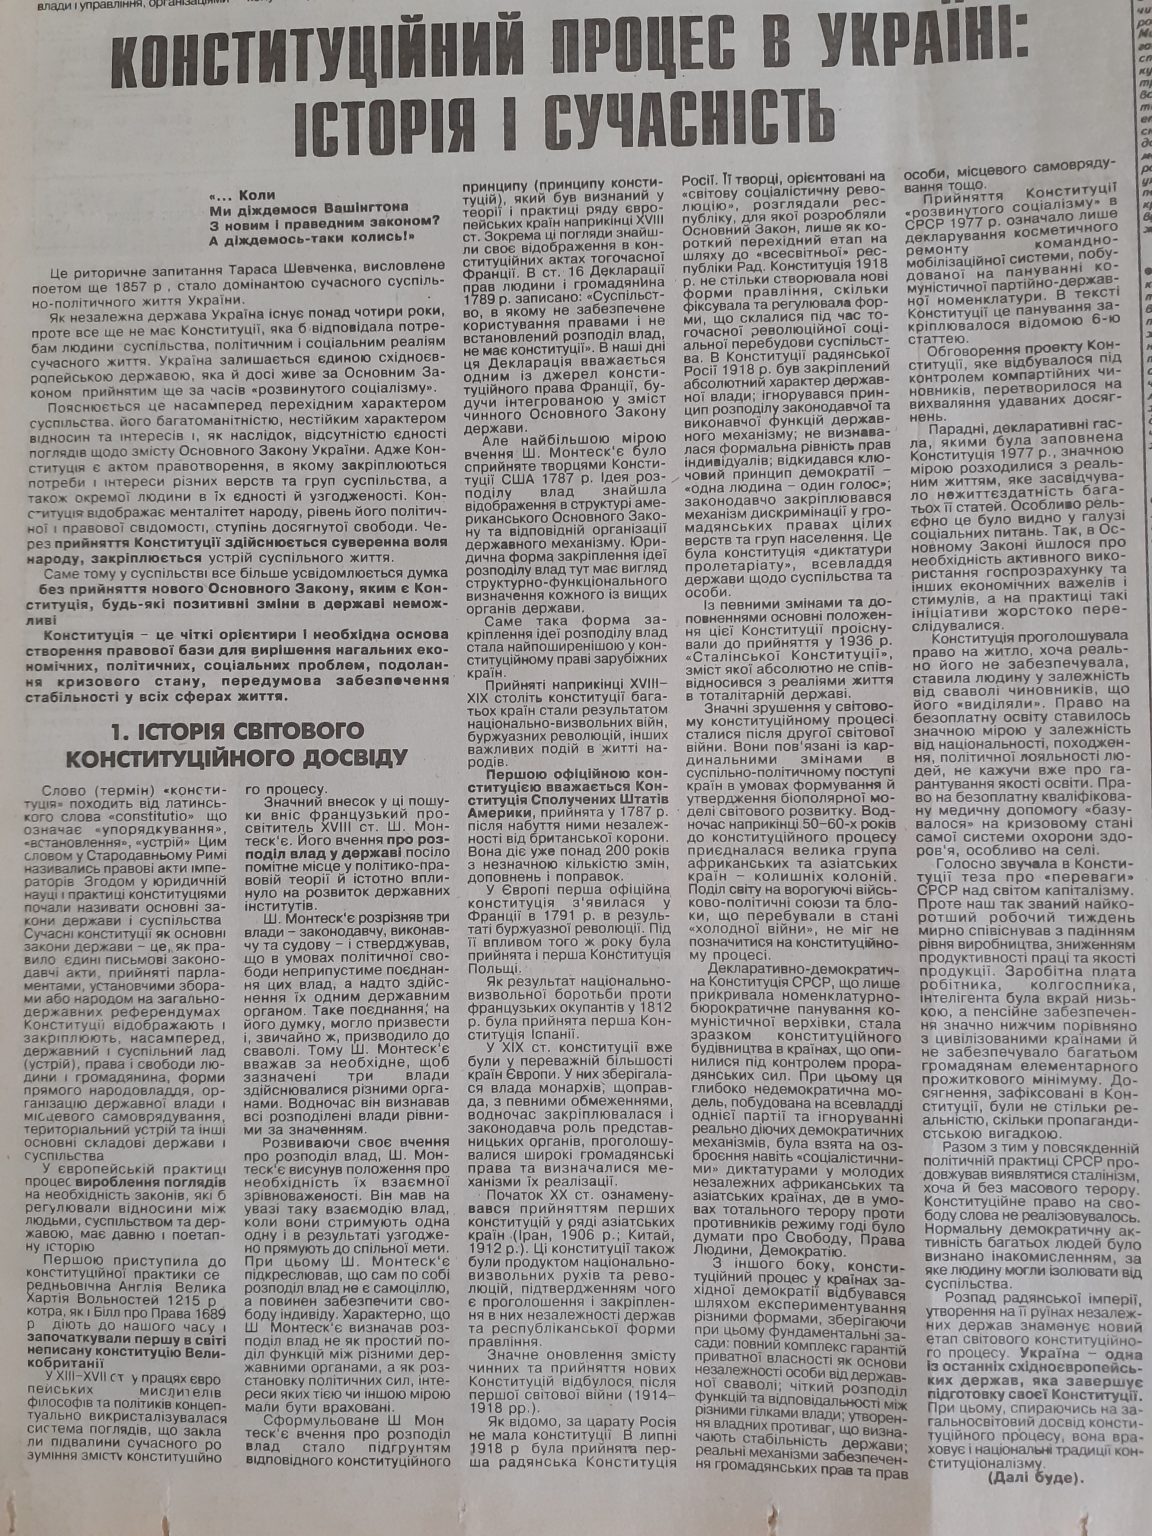 влади і управління, організаціями
КОНСТИТУЦІЙНИЙ ПРОЦЕС В УКРАЇНІ:
ІСТОРІЯ І СУЧАСНІСТЬ
«... Коли
Ми діждемося Вашінгтона
З новим і праведним законом?
А діждемось-таки колись!»
Це риторичне запитання Тараса Шевченка, висловлене
поетом ще 1857 р , стало домінантою сучасного суспіль-
но-політичного життя України.
Як незалежна держава Україна існує понад чотири роки,
проте все ще не має Конституції, яка б відповідала потре-
бам людини суспільства, політичним і соціальним реаліям
сучасного життя. Україна залишається єдиною східноєв-
ропейською державою, яка й досі живе за Основним За-
коном прийнятим ще за часів «розвинутого соціалізму».
Пояснюється це насамперед перехідним характером
суспільства, його багатоманітністю, нестійким характером
відносин та інтересів і, як наслідок, відсутністю єдності
поглядів щодо змісту Основного Закону України. Адже Кон-
ституція є актом правотворення, в якому закріплюються
потреби і інтереси різних верств та груп суспільства, а
також окремої людини в їх єдності й узгодженості. Кон-
ституція відображає менталітет народу, рівень його політич-
ної і правової свідомості, ступінь досягнутої свободи. Че-
рез прийняття Конституції здійснюється суверенна воля
народу, закріплюється устрій суспільного життя.
Саме тому у суспільстві все більше усвідомлюється думка
без прийняття нового Основного Закону, яким є Кон-
ституція, будь-які позитивні зміни в державі немож-
ливі
Конституція – це чіткі орієнтири і необхідна основа
створення правової бази для вирішення нагальних еко-
номічних, політичних, соціальних проблем, подолан-
ня кризового стану, передумова забезпечення
стабільності у всіх сферах життя.
1. ІСТОРІЯ СВІТОВОГО
КОНСТИТУЦІЙНОГО ДОСВІДУ
Слово (термін) «консти-
туція» походить від латинсь-
кого слова «constitutio» що
означає «упорядкування»,
«встановлення», «устрій» Цим
словом у Стародавньому Римі
називались правові акти імпе-
раторів Згодом у юридичній
науці і практиці конституціями
почали називати основні за-
кони держави і суспільства
Сучасні конституції як основні
закони держави – це, як пра-
вило єдині письмові законо-
давчі акти, прийняті парла-
ментами, установчими збора-
ми або народом на загально-
державних референдумах
Конституції відображають і
закріплюють, насамперед,
державний і суспільний лад
(устрій), права і свободи лю-
дини і громадянина, форми
прямого народовладдя, ор-
ганізацію державної влади і
місцевого самоврядування,
територіальний устрій та інші
основні складові держави і
суспільства
У європейській практиці
процес вироблення поглядів
на необхідність законів, які б
регулювали відносини між
людьми, суспільством та дер-
жавою, має давню і поетап-
ну історію
Першою приступила до
конституційної практики се
редньовічна Англія Велика
Хартія Вольностей 1215 р
котра, як і Білл про Права 1689
р діють до нашого часу і
започаткували першу в світі
неписану конституцію Вели-
кобританії
У XIII–XVII ст у працях євро
пейських мислителів
філософів та політиків концеп-
туально викристалізувалася
система поглядів, що закла
ли підвалини сучасного ро
зуміння змісту конституційно
го процесу.
Значний внесок у ці пошу-
ки вніс французький про-
світитель XVIII ст. Ш. Мон-
теск'є. Його вчення про роз-
поділ влад у державі посіло
помітне місце у політико-пра-
вовій теорії й істотно впли-
нуло на розвиток державних
інститутів.
Ш. Монтеск'є розрізняв три
влади – законодавчу, виконав-
чу та судову – і стверджував,
що в умовах політичної сво-
боди неприпустиме поєднан-
ня цих влад, а надто здійс-
нення їх одним державним
органом. Таке поєднання, на
його думку, могло призвести
і, звичайно ж, призводило до
сваволі. Тому Ш. Монтеск'є
вважав за необхідне, щоб
зазначені три влади
здійснювалися різними орга-
нами. Водночас він визнавав
всі розподілені влади рівни-
ми за значенням.
Розвиваючи своє вчення
про розподіл влад, Ш. Мон-
теск'є висунув положення про
необхідність їх взаємної
зрівноваженості. Він мав на
увазі таку взаємодію влад,
коли вони стримують одна
одну і в результаті узгодже-
но прямують до спільної мети.
При цьому Ш. Монтеск'є
підкреслював, що сам по собі
розподіл влад не є самоціллю,
а повинен забезпечити сво-
боду індивіду. Характерно, що
Ш Монтеск'є визначав роз-
поділ влад не як простий по-
діл функцій між різними дер-
жавними органами, а як роз-
становку політичних сил, інте-
реси яких тією чи іншою мірою
мали бути враховані.
Сформульоване Ш Мон
теск'є вчення про розподіл
влад стало підгрунтям
відповідного конституційного
принципу (принципу консти-
туцій), який був визнаний у
теорії і практиці ряду євро-
пейських країн наприкінці XVIII
ст. Зокрема ці погляди знайш-
ли своє відображення в кон-
ституційних актах тогочасної
Франції. В ст. 16 Декларації
прав людини і громадянина
1789 р. записано: «Суспільст-
во, в якому не забезпечене
користування правами і не
встановлений розподіл влад,
не має конституції». В наші дні
ця Декларація вважається
одним із джерел консти-
туційного права Франції, бу-
дучи інтегрованою у зміст
чинного Основного Закону
держави.
Але найбільшою мірою
вчення Ш. Монтеск'є було
сприйняте творцями Консти-
туції США 1787 р. Ідея роз-
поділу влад знайшла
відображення в структурі аме-
риканського Основного Зако-
ну та відповідній організації
державного механізму. Юри-
дична форма закріплення ідеї
розподілу влад тут має вигляд
структурно-функціонального
визначення кожного із вищих
органів держави.
Саме така форма за-
кріплення ідеї розподілу влад
стала найпоширенішою у кон-
ституційному праві зарубіжних
країн.
Прийняті наприкінці XVIII–
XIX століть конституції бага-
тьох країн стали результатом
національно-визвольних війн,
буржуазних революцій, інших
важливих подій в житті на-
родів.
Першою офіційною кон-
ституцією вважається Кон-
ституція Сполучених Штатів
Америки, прийнята у 1787 р.
після набуття ними незалеж-
ності від британської корони.
Вона діє уже понад 200 років
з незначною кількістю змін,
доповнень і поправок.
У Європі перша офіційна
конституція з'явилася у
Франції в 1791 р. в резуль-
таті буржуазної революції. Під
її впливом того ж року була
прийнята і перша Конституція
Польщі.
Як результат національно-
визвольної боротьби проти
французьких окупантів у 1812
р. була прийнята перша Кон-
ституція Іспанії.
У XIX ст. конституції вже
були у переважній більшості
країн Європи. У них зберігала-
ся влада монархів, щоправ-
да, з певними обмеженнями,
водночас закріплювалася і
законодавча роль представ-
ницьких органів, проголошу-
валися широкі громадянські
права та визначалися ме-
ханізми їх реалізації.
Початок XX ст. ознамену-
вався прийняттям перших
конституцій у ряді азіатських
країн (Іран, 1906 р.; Китай,
1912 р.). Ці конституції також
були продуктом національно-
визвольних рухів та рево-
люцій, підтвердженням чого
є проголошення і закріплен-
ня в них незалежності держав
та республіканської форми
правління.
Значне оновлення змісту
чинних та прийняття нових
Конституцій відбулося після
першої світової війни (1914-
1918 рр.).
Як відомо, за царату Росія
не мала конституції В липні
1918 р була прийнята пер-
ша радянська Конституція
Росії. Її творці, орієнтовані на
«світову соціалістичну рево-
люцію», розглядали рес-
публіку, для якої розробляли
Основний Закон, лише як ко-
роткий перехідний етап на
шляху до «всесвітньої» рес-
публіки Рад. Конституція 1918
р. не стільки створювала нові
форми правління, скільки
фіксувала та регулювала фор-
ми, що склалися під час то-
гочасної революційної соці-
альної перебудови суспільст-
ва. В Конституції радянської
Росії 1918 р. був закріплений
абсолютний характер держав-
ної влади; ігнорувався прин-
цип розподілу законодавчої та
виконавчої функцій держав-
ного механізму; не визнава-
лася формальна рівність прав
індивідуалів; відкидався клю-
човий принцип демократії –
«одна людина – один голос»;
законодавчо закріплювався
механізм дискримінації у гро-
мадянських правах цілих
верств та груп населення. Це
була конституція «диктатури
пролетаріату», всевладдя
держави щодо суспільства та
особи.
Із певними змінами та до-
повненнями основні положен-
ня цієї Конституції проісну-
вали до прийняття у 1936 р.
«Сталінської Конституції»,
зміст якої абсолютно не спів-
відносився з реаліями життя
в тоталітарній державі.
Значні зрушення у світово-
му конституційному процесі
сталися після другої світової
війни. Вони пов'язані із кар-
динальними змінами в
суспільно-політичному поступі
країн в умовах формування й
утвердження біполярної мо-
делі світового розвитку. Вод-
ночас наприкінці 50–60-х років
до конституційного процесу
приєдналася велика група
африканських та азіатських
країн – колишніх колоній.
Поділ світу на ворогуючі війсь-
ково-політичні союзи та бло-
ки, що перебували в стані
«холодної війни», не міг не
позначитися на конституційно-
му процесі.
Декларативно-демократич-
на Конституція СРСР, що лише
прикривала номенклатурно-
бюрократичне панування ко-
муністичної верхівки, стала
зразком конституційного
будівництва в країнах, що опи-
нилися під контролем прора-
дянських сил. При цьому ця
глибоко недемократична мо-
дель, побудована на всевладді
однієї партії та ігноруванні
реально діючих демократичних
механізмів, була взята на оз-
броєння навіть «соціалістични-
ми» диктатурами у молодих
незалежних африканських та
азіатських країнах, де в умо-
вах тотального терору проти
противників режиму годі було
думати про Свободу, Права
Людини, Демократію.
З іншого боку, консти-
туційний процес у країнах за-
хідної демократії відбувався
шляхом експериментування
різними формами, зберігаючи
при цьому фундаментальні за-
сади: повний комплекс гарантій
приватної власності як основи
незалежності особи від держав-
ної сваволі; чіткий розподіл
функцій та відповідальності між
різними гілками влади; утворен-
ня владних противаг, що визна-
чають стабільність держави;
реальні механізми забезпечен-
ня громадянських прав та прав
особи, місцевого самовряду-
вання тощо.
Прийняття Конституції
«розвинутого соціалізму» в
СРСР 1977 р. означало лише
декларування косметичного
ремонту командно-
мобілізаційної системи, побу-
дованої на пануванні ко-
муністичної партійно-держав-
ної номенклатури. В тексті
Конституції це панування за-
кріплювалося відомою 6-ю
статтею.
Обговорення проекту Кон-
ституції, яке відбувалося під
контролем компартійних чи-
новників, перетворилося на
вихваляння удаваних досяг-
нень.
Парадні, декларативні гас-
ла, якими була заповнена
Конституція 1977 р., значною
мірою розходилися з реаль-
ним життям, яке засвідчува-
ло нежиттєздатність бага-
тьох її статей. Особливо рель-
єфно це було видно у галузі
соціальних питань. Так, в Ос-
новному Законі йшлося про
необхідність активного вико-
ристання госпрозрахунку та
інших економічних важелів і
стимулів, а на практиці такі
ініціативи жорстоко пере-
слідувалися.
Конституція проголошувала
право на житло, хоча реаль-
но його не забезпечувала,
ставила людину у залежність
від сваволі чиновників, що
його «виділяли». Право на
безоплатну освіту ставилось
значною мірою у залежність
від національності, походжен-
ня, політичної лояльності лю-
дей, не кажучи вже про га-
рантування якості освіти. Пра-
во на безоплатну кваліфікова-
ну медичну допомогу «базу-
валося» на кризовому стані
самої системи охорони здо-
ров'я, особливо на селі.
Голосно звучала в Консти-
туції теза про «переваги»
СРСР над світом капіталізму.
Проте наш так званий найко-
ротший робочий тиждень
мирно співіснував з падінням
рівня виробництва, зниженням
продуктивності праці та якості
продукції. Заробітна плата
робітника, колгоспника,
інтелігента була вкрай низь-
кою, а пенсійне забезпечен-
ня значно нижчим порівняно
з цивілізованими країнами й
не забезпечувало багатьом
громадянам елементарного
прожиткового мінімуму. До-
сягнення, зафіксовані в Кон-
ституції, були не стільки ре-
альністю, скільки пропаганди-
стською вигадкою.
Разом з тим у повсякденній
політичній практиці СРСР про-
довжував виявлятися сталінізм,
хоча й без масового терору.
Конституційне право на сво-
боду слова не реалізовувалось.
Нормальну демократичну ак-
тивність багатьох людей було
визнано інакомисленням, за
яке людину могли ізолювати від
суспільства.
Розпад радянської імперії,
утворення на її руїнах незалеж-
них держав знаменує новий
етап світового конституційно-
го процесу. Україна – одна
із останніх східноєвропейсь-
ких держав, яка завершує
підготовку своєї Конституції.
При цьому, спираючись на за-
гальносвітовий досвід консти-
туційного процесу, вона вра-
ховує і національні традиції кон-
ституціоналізму.
(Далі буде).